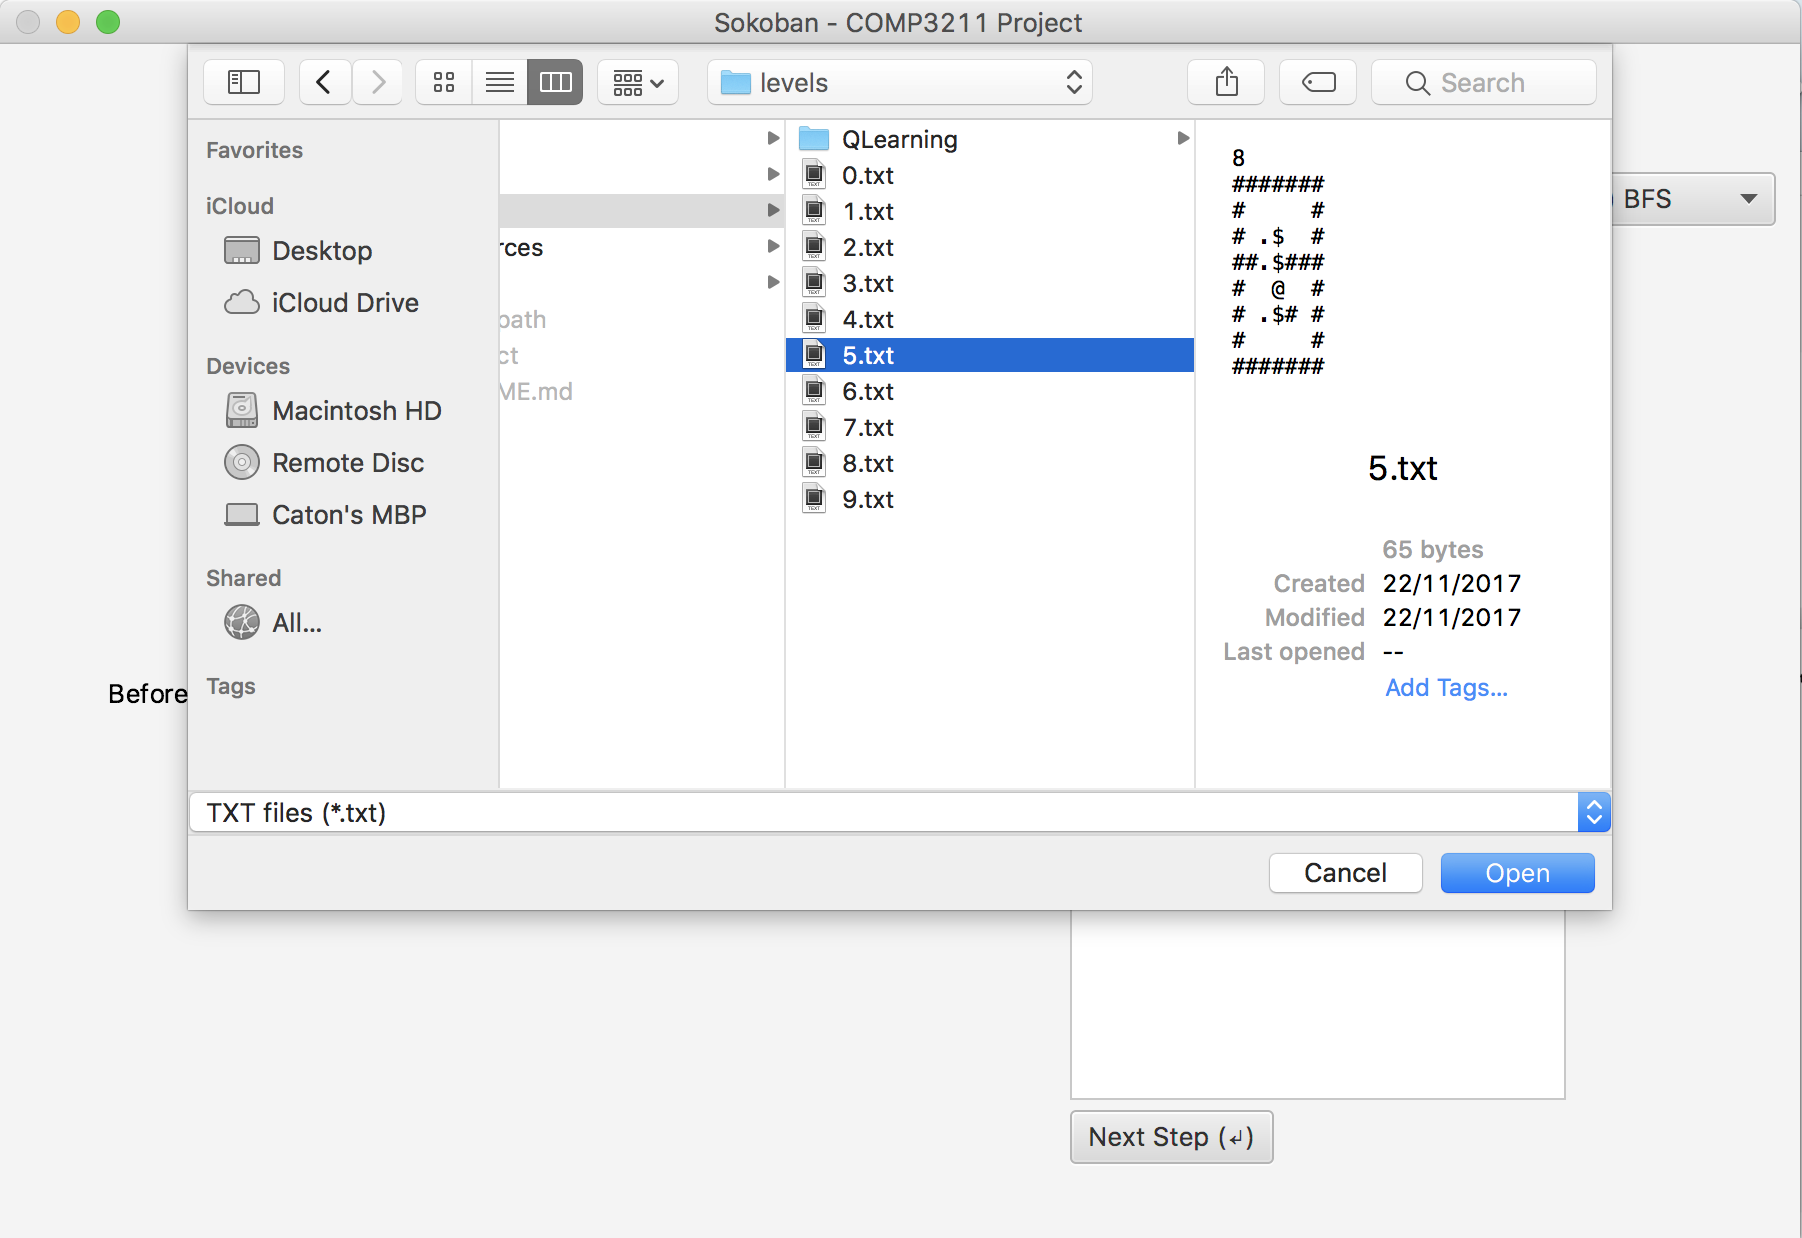 Sokoban - COMP3211 Project
levels
Search
Favorites
iCloud
Desktop
iCloud Drive
Devices
Macintosh HD
Remote Disc
Caton's MBP
Shared
All...
Tags
rces
path
ct
ME.md
QLearning
0.txt
1.txt
2.txt
3.txt
4.txt
5.txt
6.txt
7.txt
8.txt
9.txt
8
#######
#     #
# .$  #
##.$###
#  @  #
# .$# #
#     #
#######
5.txt
65 bytes
Created 22/11/2017
Modified 22/11/2017
Last opened --
Add Tags...
BFS
Before
TXT files (*.txt)
Cancel
Open
Next Step (↲)